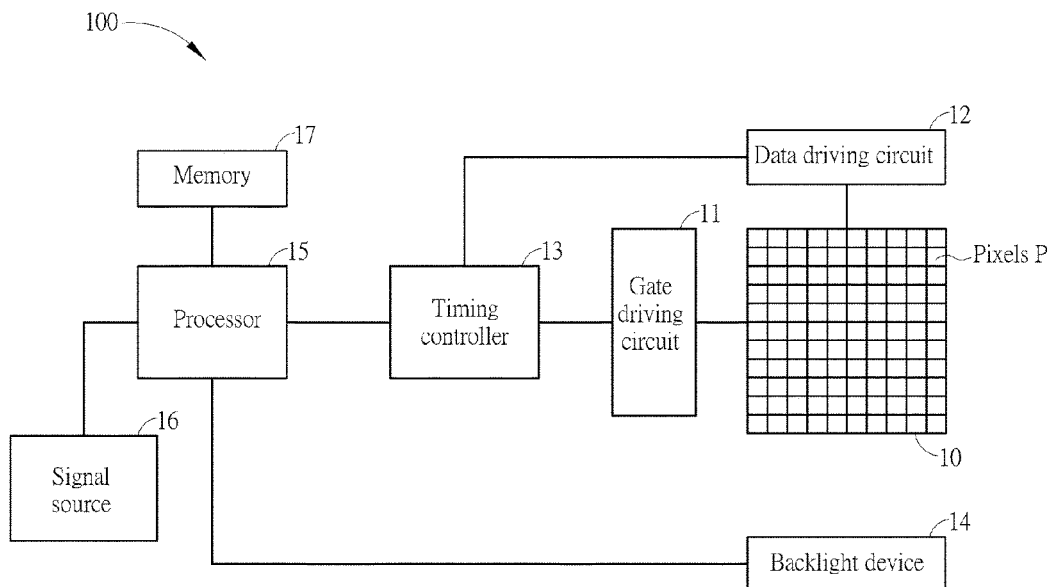 100
12
Data driving circuit
17
Memory
11
Gate
driving
circuit
Pixels P
15
Processor
13
Timing
controller
16
Signal
source
10
14
Backlight device